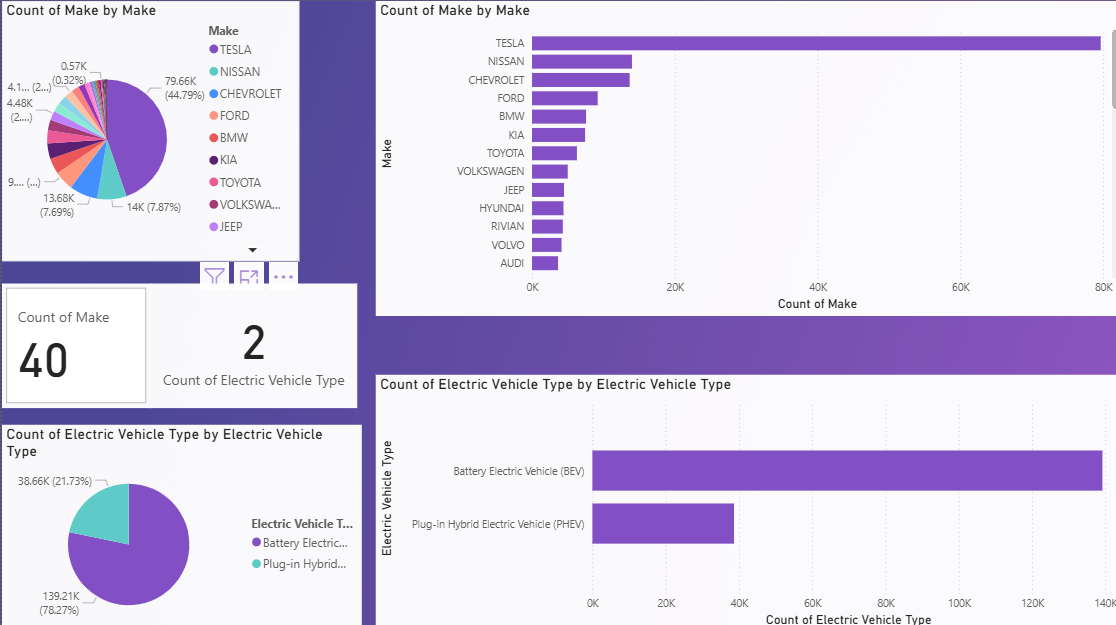 Count of Make by Make
0.57K
(0.32%)
4.1... (2...)
4.48K
(2....)
9.... (...)
13.68K
(7.69%)
14K (7.87%)
79.66K
(44.79%)
Make
TESLA
NISSAN
CHEVROLET
FORD
BMW
KIA
TOYOTA
VOLKSWA...
JEEP
Count of Make by Make
Make
TESLA
NISSAN
CHEVROLET
FORD
BMW
KIA
TOYOTA
VOLKSWAGEN
JEEP
HYUNDAI
RIVIAN
VOLVO
AUDI
0K 20K 40K 60K 80K
Count of Make
Count of Make
40
2
Count of Electric Vehicle Type
Count of Electric Vehicle Type by Electric Vehicle
Type
38.66K (21.73%)
139.21K
(78.27%)
Electric Vehicle T...
Battery Electric...
Plug-in Hybrid...
Count of Electric Vehicle Type by Electric Vehicle Type
Electric Vehicle Type
Battery Electric Vehicle (BEV)
Plug-in Hybrid Electric Vehicle (PHEV)
0K 20K 40K 60K 80K 100K 120K 140K
Count of Electric Vehicle Type